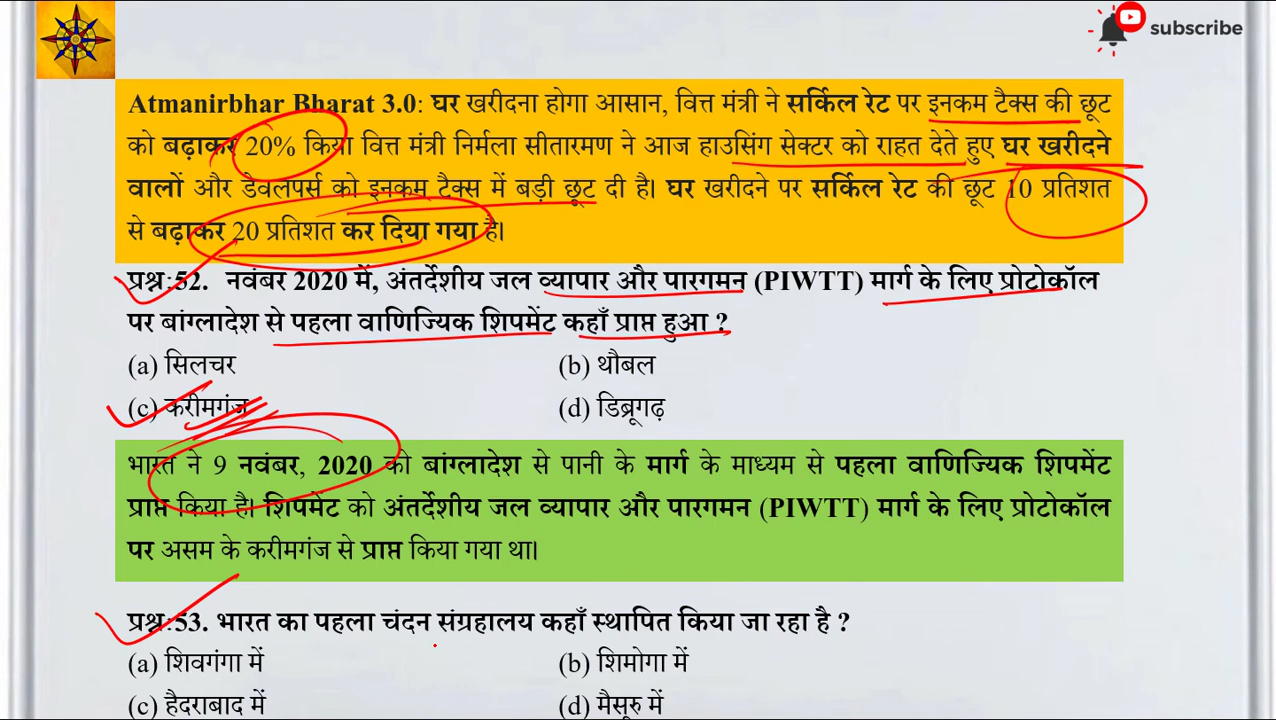 subscribe
Atmanirbhar Bharat 3.0: घर खरीदना होगा आसान, वित्त मंत्री ने सर्किल रेट पर इनकम टैक्स की छूट
को बढ़ाकर 20% किया वित्त मंत्री निर्मला सीतारमण ने आज हाउसिंग सेक्टर को राहत देते हुए घर खरीदने
वालों और डेवलपर्स को इनकम टैक्स में बड़ी छूट दी है। घर खरीदने पर सर्किल रेट की छूट 10 प्रतिशत
से बढ़ाकर 20 प्रतिशत कर दिया गया है।
प्रश्न:52. नवंबर 2020 में, अंतर्देशीय जल व्यापार और पारगमन (PIWTT) मार्ग के लिए प्रोटोकॉल
पर बांग्लादेश से पहला वाणिज्यिक शिपमेंट कहाँ प्राप्त हुआ ?
(a) सिलचर (b) थौबल
(c) करीमगंज (d) डिब्रूगढ़
भारत ने 9 नवंबर, 2020 को बांग्लादेश से पानी के मार्ग के माध्यम से पहला वाणिज्यिक शिपमेंट
प्राप्त किया है। शिपमेंट को अंतर्देशीय जल व्यापार और पारगमन (PIWTT) मार्ग के लिए प्रोटोकॉल
पर असम के करीमगंज से प्राप्त किया गया था।
प्रश्न:53. भारत का पहला चंदन संग्रहालय कहाँ स्थापित किया जा रहा है ?
(a) शिवगंगा में (b) शिमोगा में
(c) हैदराबाद में (d) मैसूरु में